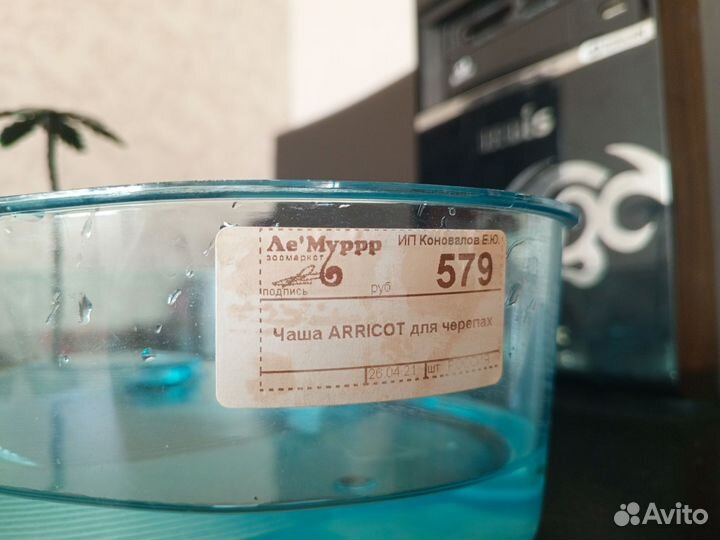 Ле'Муррр ИП Коновалов Е.Ю.
зоомаркет
579
подпись руб
Чаша ARRICOT для черепах
26.04.21 шт
Avito